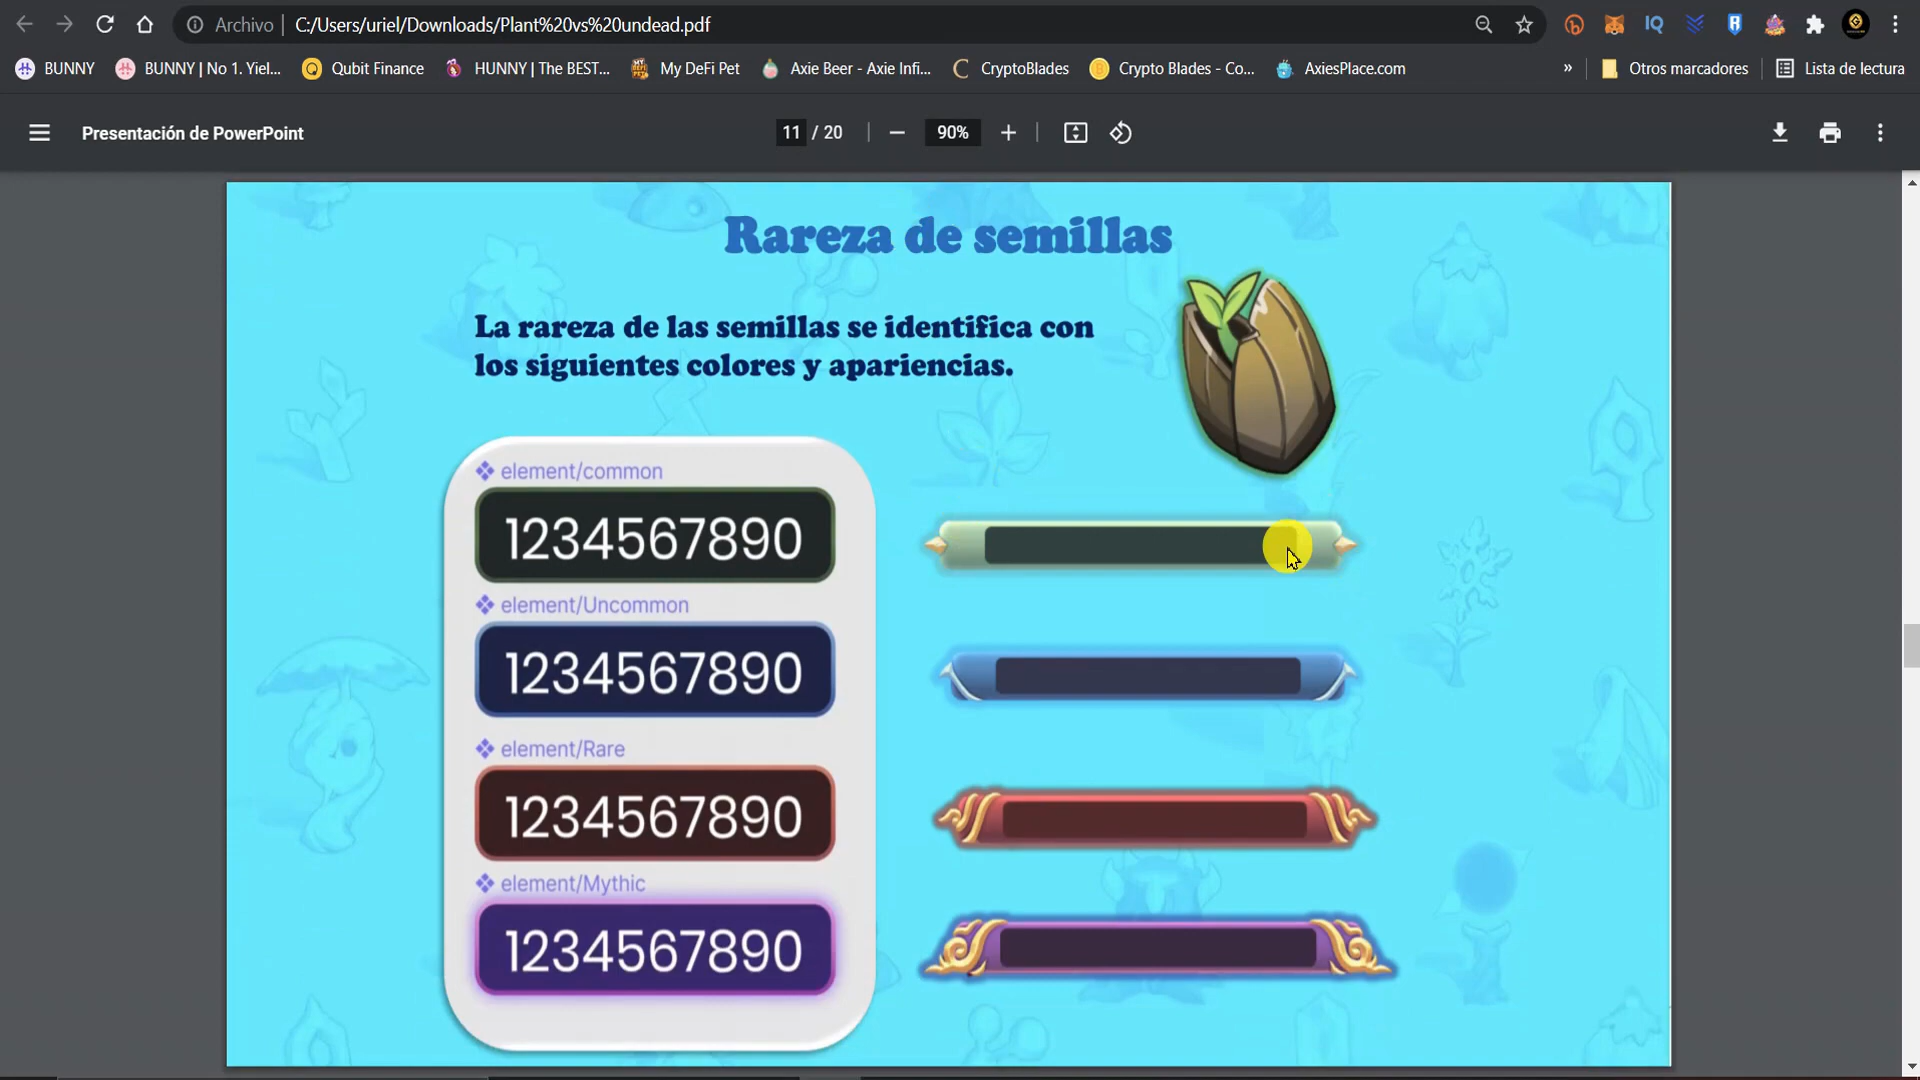 Archivo
C:/Users/uriel/Downloads/Plant%20vs%20undead.pdf
BUNNY
BUNNY | No 1. Yiel...
Qubit Finance
HUNNY | The BEST...
My DeFi Pet
Axie Beer - Axie Infi...
CryptoBlades
Crypto Blades - Co...
AxiesPlace.com
»
Otros marcadores
Lista de lectura
Presentación de PowerPoint
11 / 20
90%
Rareza de semillas
La rareza de las semillas se identifica con
los siguientes colores y apariencias.
element/common
1234567890
element/Uncommon
1234567890
element/Rare
1234567890
element/Mythic
1234567890